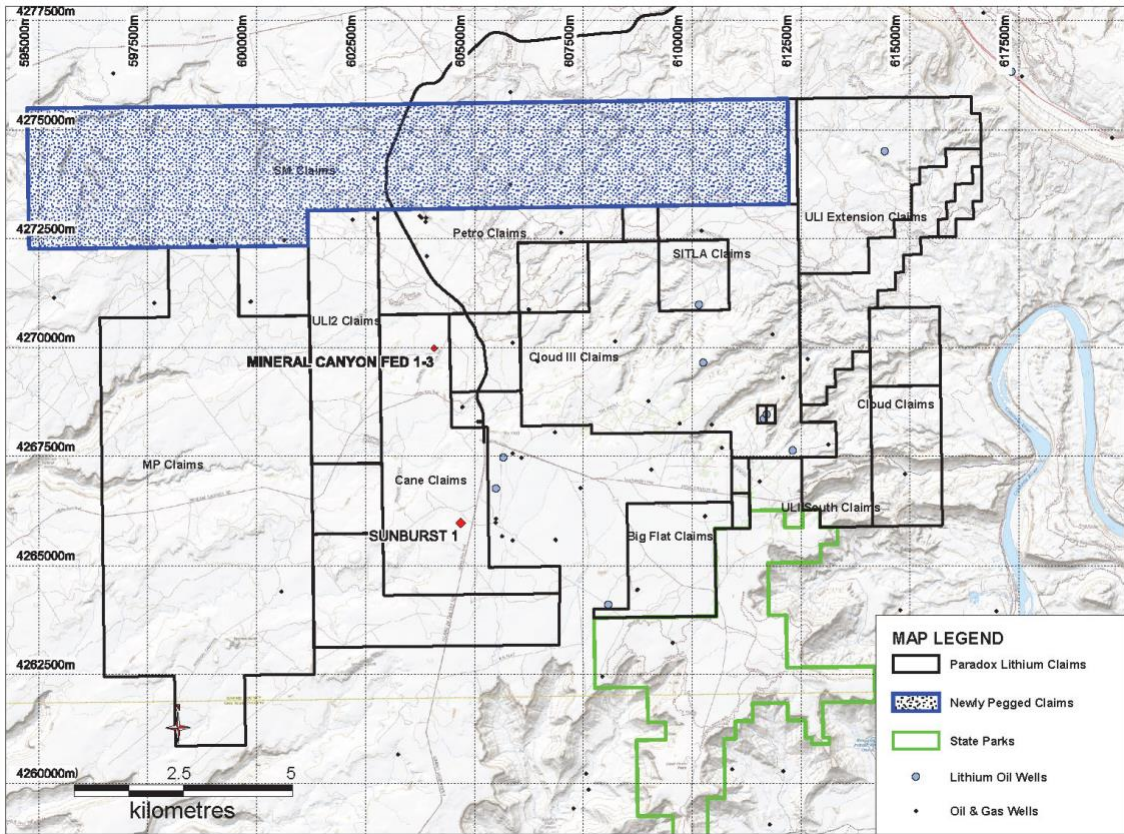 4277500m
595000m
597500m
600000m
602500m
605000m
607500m
610000m
6125000m
615000m
617500m
4275000m
SM Claims
4272500m
Petro Claims
ULI Extension Claims
SITLA Claims
4270000m
ULI2 Claims
MINERAL CANYON FED 1-3
Cloud III Claims
Cloud Claims
4267500m
MP Claims
Cane Claims
ULI South Claims
SUNBURST 1
Big Flat Claims
4265000m
4262500m
4260000m
2.5
5
kilometres
MAP LEGEND
Paradox Lithium Claims
Newly Pegged Claims
State Parks
Lithium Oil Wells
Oil & Gas Wells